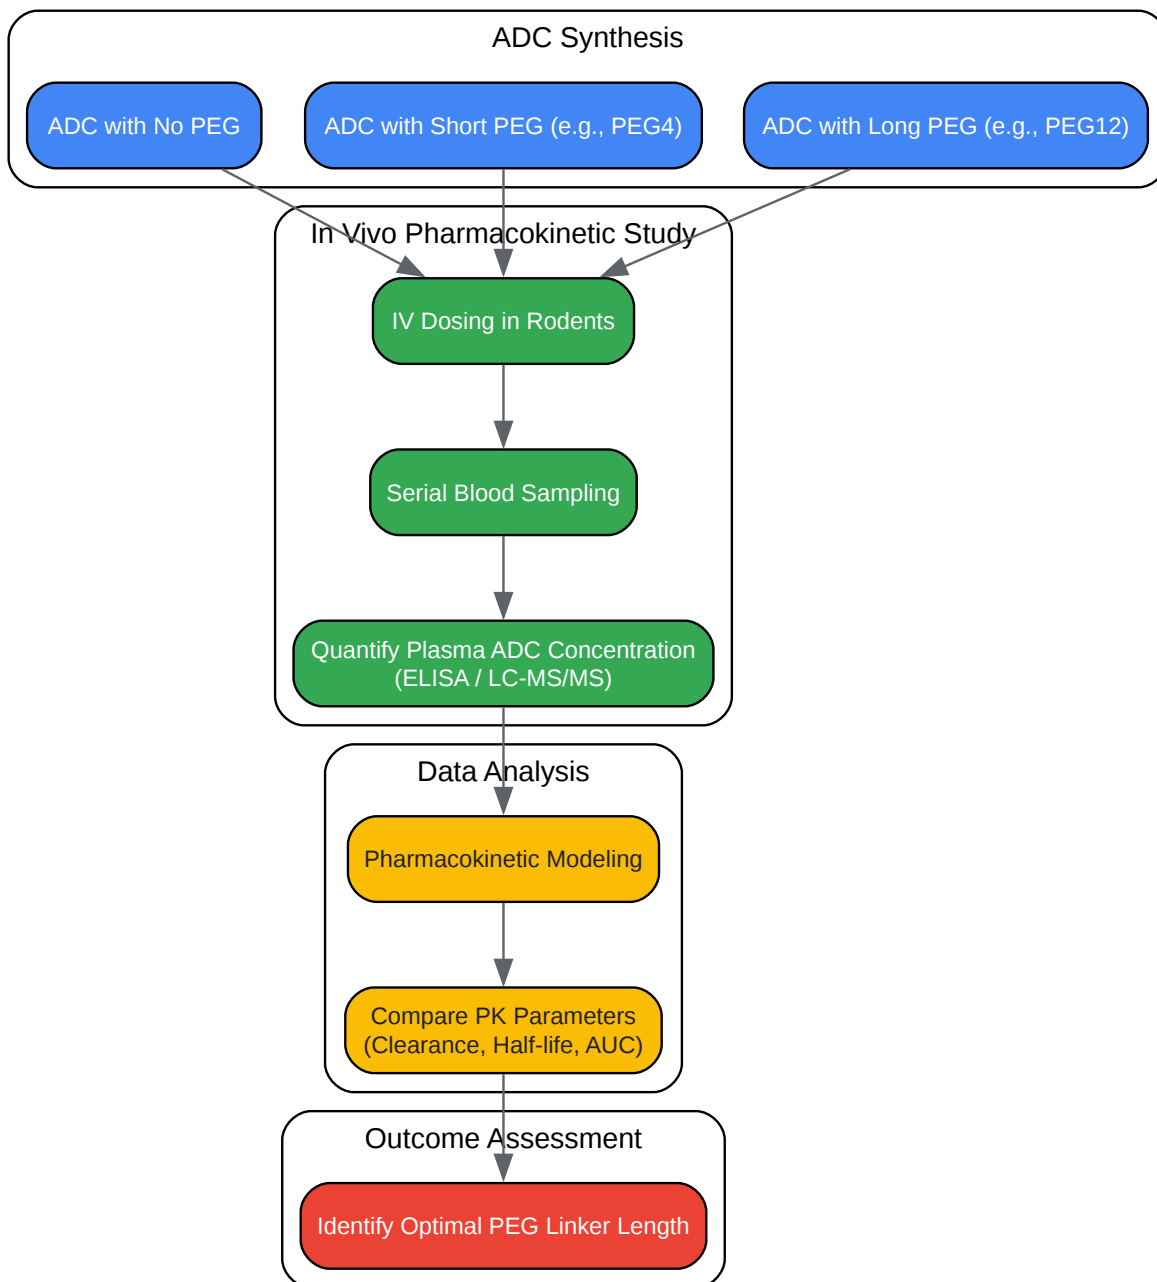 ADC Synthesis
ADC with No PEG
ADC with Short PEG (e.g., PEG4)
ADC with Long PEG (e.g., PEG12)
In Vivo Pharmacokinetic Study
IV Dosing in Rodents
Serial Blood Sampling
Quantify Plasma ADC Concentration
(ELISA / LC-MS/MS)
Data Analysis
Pharmacokinetic Modeling
Compare PK Parameters
(Clearance, Half-life, AUC)
Outcome Assessment
Identify Optimal PEG Linker Length